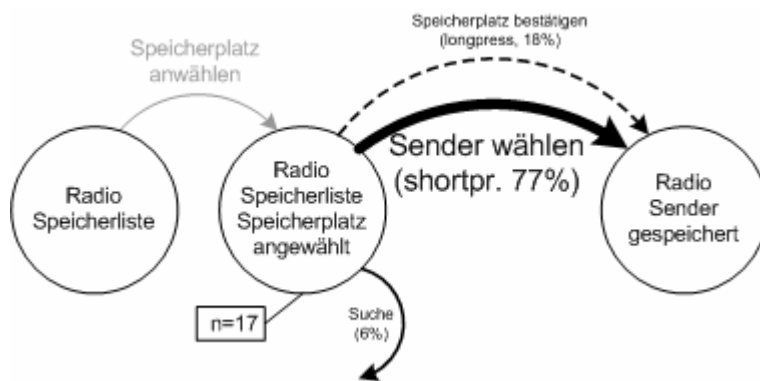 Speicherplatz
anwählen
Speicherplatz bestätigen
(longpress, 18%)
Sender wählen
(shortpr. 77%)
Radio
Speicherliste
Radio
Speicherliste
Speicherplatz
angewählt
Radio
Sender
gespeichert
n=17
Suche
(6%)